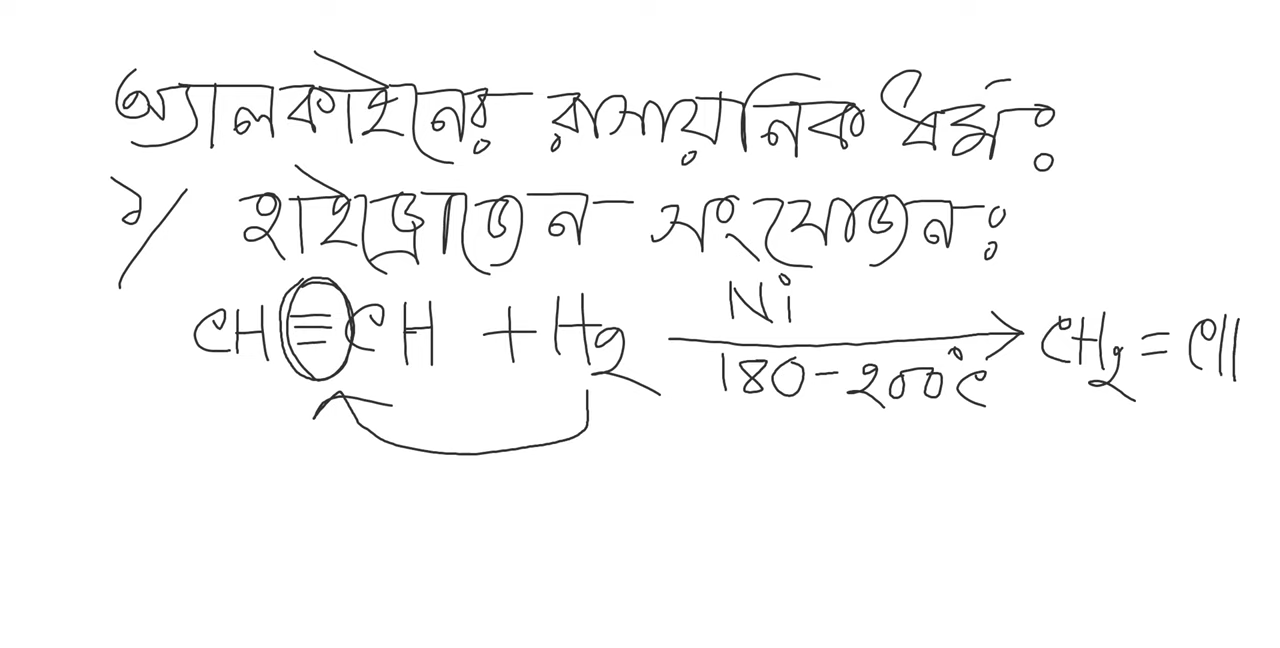 অ্যালকাইনের রাসায়নিক ধর্মঃ
১/ হাইড্রোজেন সংযোজনঃ
CH≡CH + H₂ Ni 180-200°C CH₂ = CH